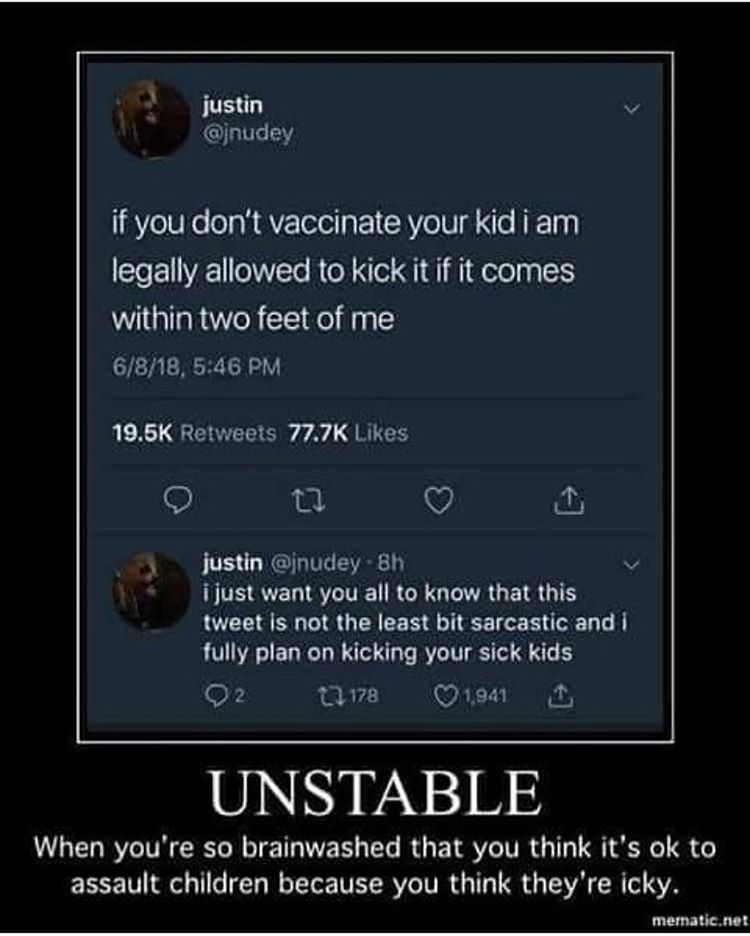 justin
@jnudey
if you don't vaccinate your kid i am
legally allowed to kick it if it comes
within two feet of me
6/8/18, 5:46 PM
19.5K Retweets 77.7K Likes
justin @jnudey · 8h
i just want you all to know that this
tweet is not the least bit sarcastic and i
fully plan on kicking your sick kids
2 178 1,941
UNSTABLE
When you're so brainwashed that you think it's ok to
assault children because you think they're icky.
mematic.net